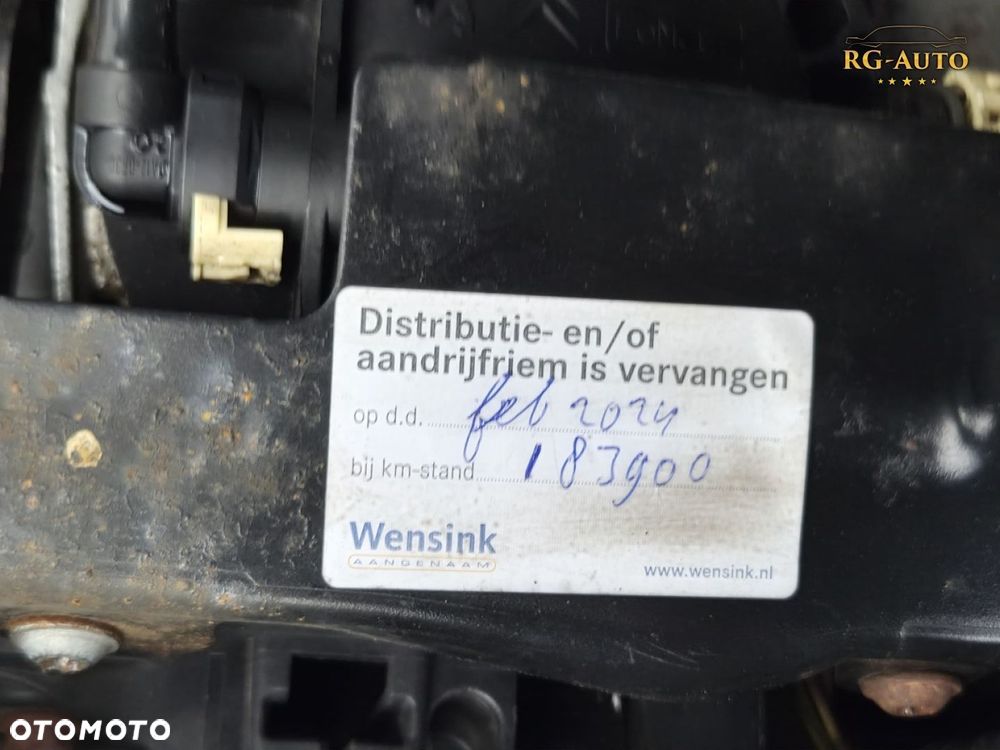 RG-AUTO
Distributie- en/of
aandrijfriem is vervangen
op d.d. feb 2024
bij km-stand 183900
Wensink
AANGENAAM
www.wensink.nl
OTOMOTO